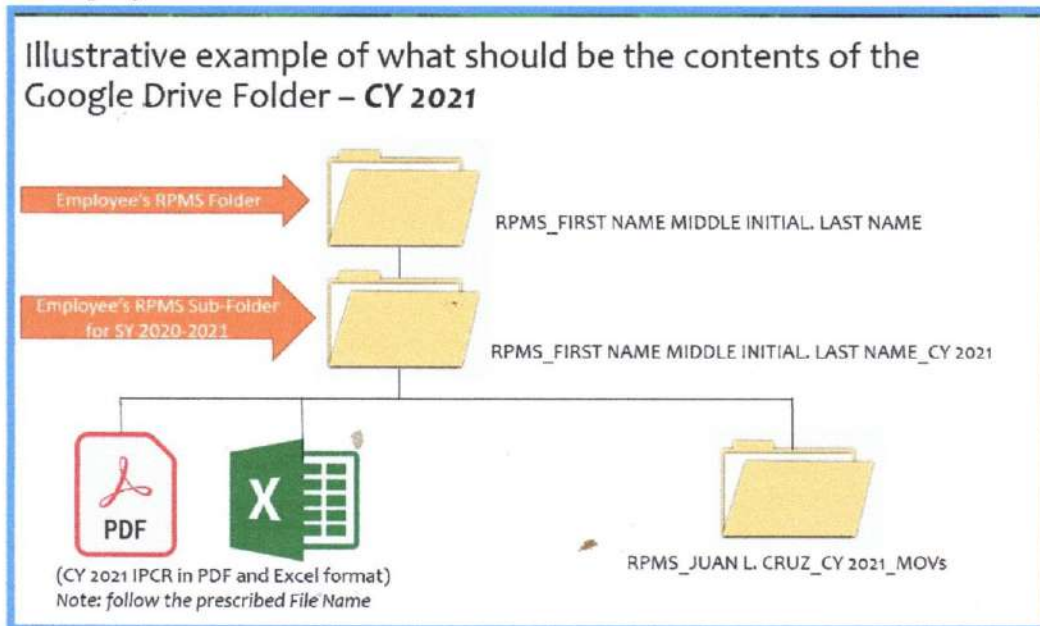 Illustrative example of what should be the contents of the
Google Drive Folder – CY 2021
Employee's RPMS Folder
RPMS_FIRST NAME MIDDLE INITIAL. LAST NAME
Employee's RPMS Sub-Folder
for SY 2020-2021
RPMS_FIRST NAME MIDDLE INITIAL. LAST NAME_CY 2021
PDF
X
(CY 2021 IPCR in PDF and Excel format)
Note: follow the prescribed File Name
RPMS_JUAN L. CRUZ_CY 2021_MOVs